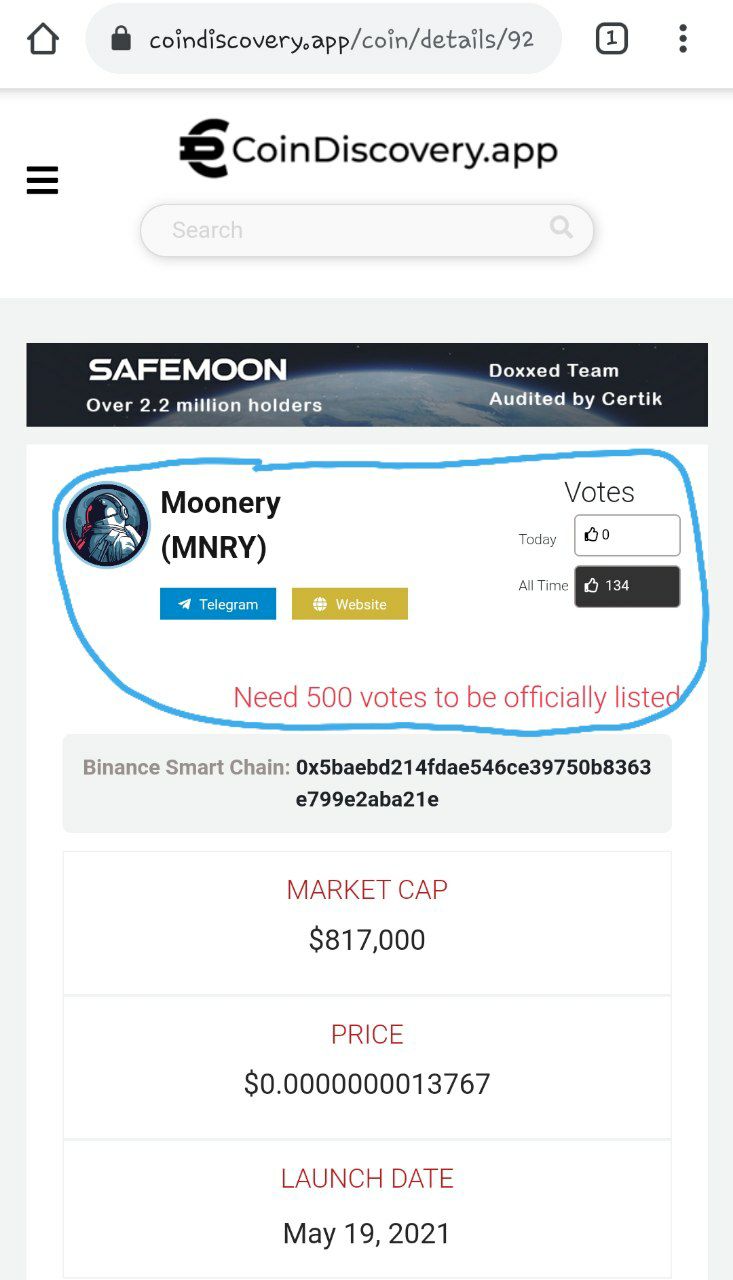 coindiscovery.app/coin/details/92
1
CoinDiscovery.app
Search
SAFEMOON
Over 2.2 million holders
Doxxed Team
Audited by Certik
Moonery
(MNRY)
Telegram
Website
Votes
Today
0
All Time
134
Need 500 votes to be officially listed
Binance Smart Chain: 0x5baebd214fdae546ce39750b8363
e799e2aba21e
MARKET CAP
$817,000
PRICE
$0.0000000013767
LAUNCH DATE
May 19, 2021